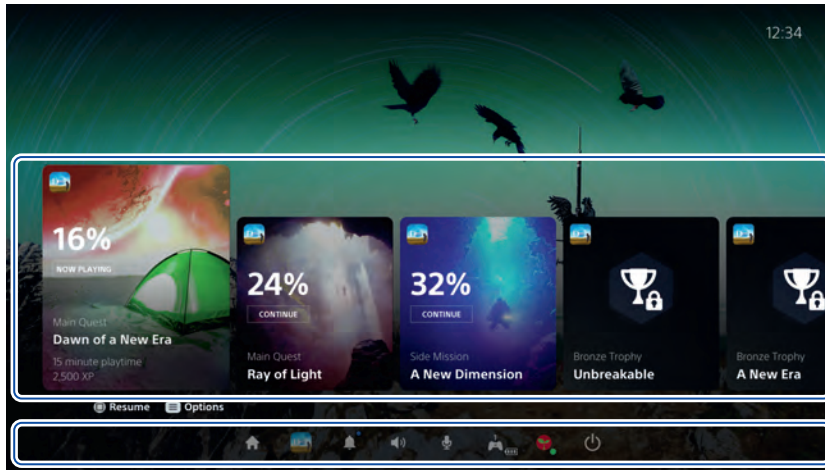 12:34
16%
NOW PLAYING
Main Quest
Dawn of a New Era
15 minute playtime
2,500 XP
24%
CONTINUE
Main Quest
Ray of Light
32%
CONTINUE
Side Mission
A New Dimension
Bronze Trophy
Unbreakable
Bronze Trophy
A New Era
Resume Options